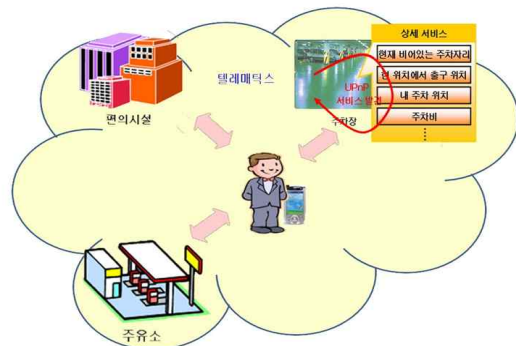 상세 서비스
현재 비어있는 주차자리
현 위치에서 출구 위치
내 주차 위치
주차비
텔레매틱스
UPnP
서비스 발견
주차장
편의시설
주유소